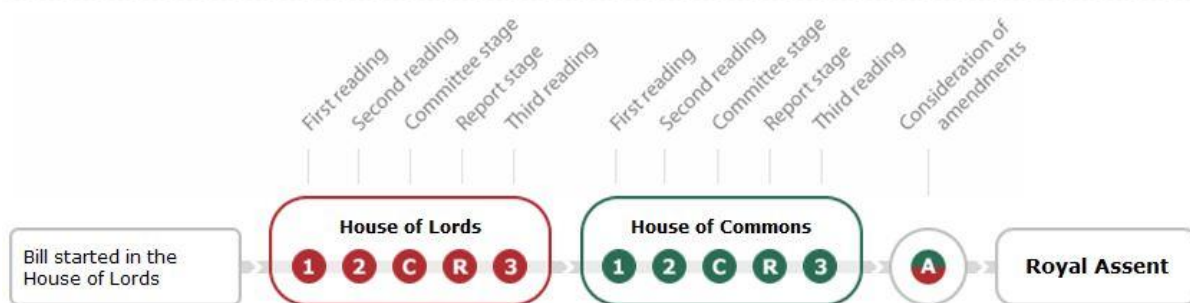 First reading
Second reading
Committee stage
Report stage
Third reading
First reading
Second reading
Committee stage
Report stage
Third reading
Consideration of
amendments
Bill started in the
House of Lords
House of Lords
1 2 C R 3
House of Commons
1 2 C R 3
A
Royal Assent